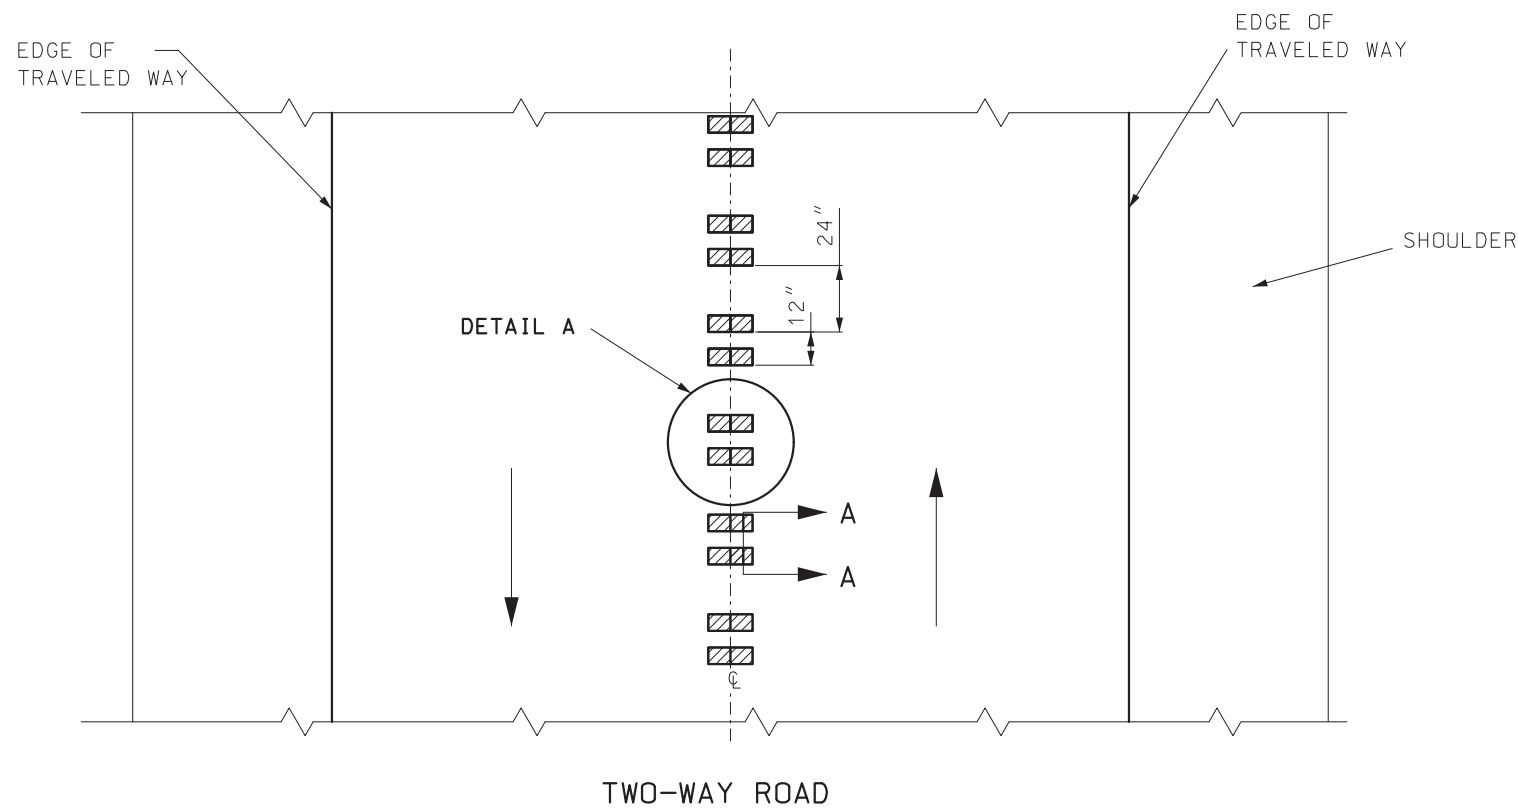 EDGE OF
TRAVELED WAY
EDGE OF
TRAVELED WAY
SHOULDER
24"
12"
DETAIL A
A
A
℄
TWO-WAY ROAD